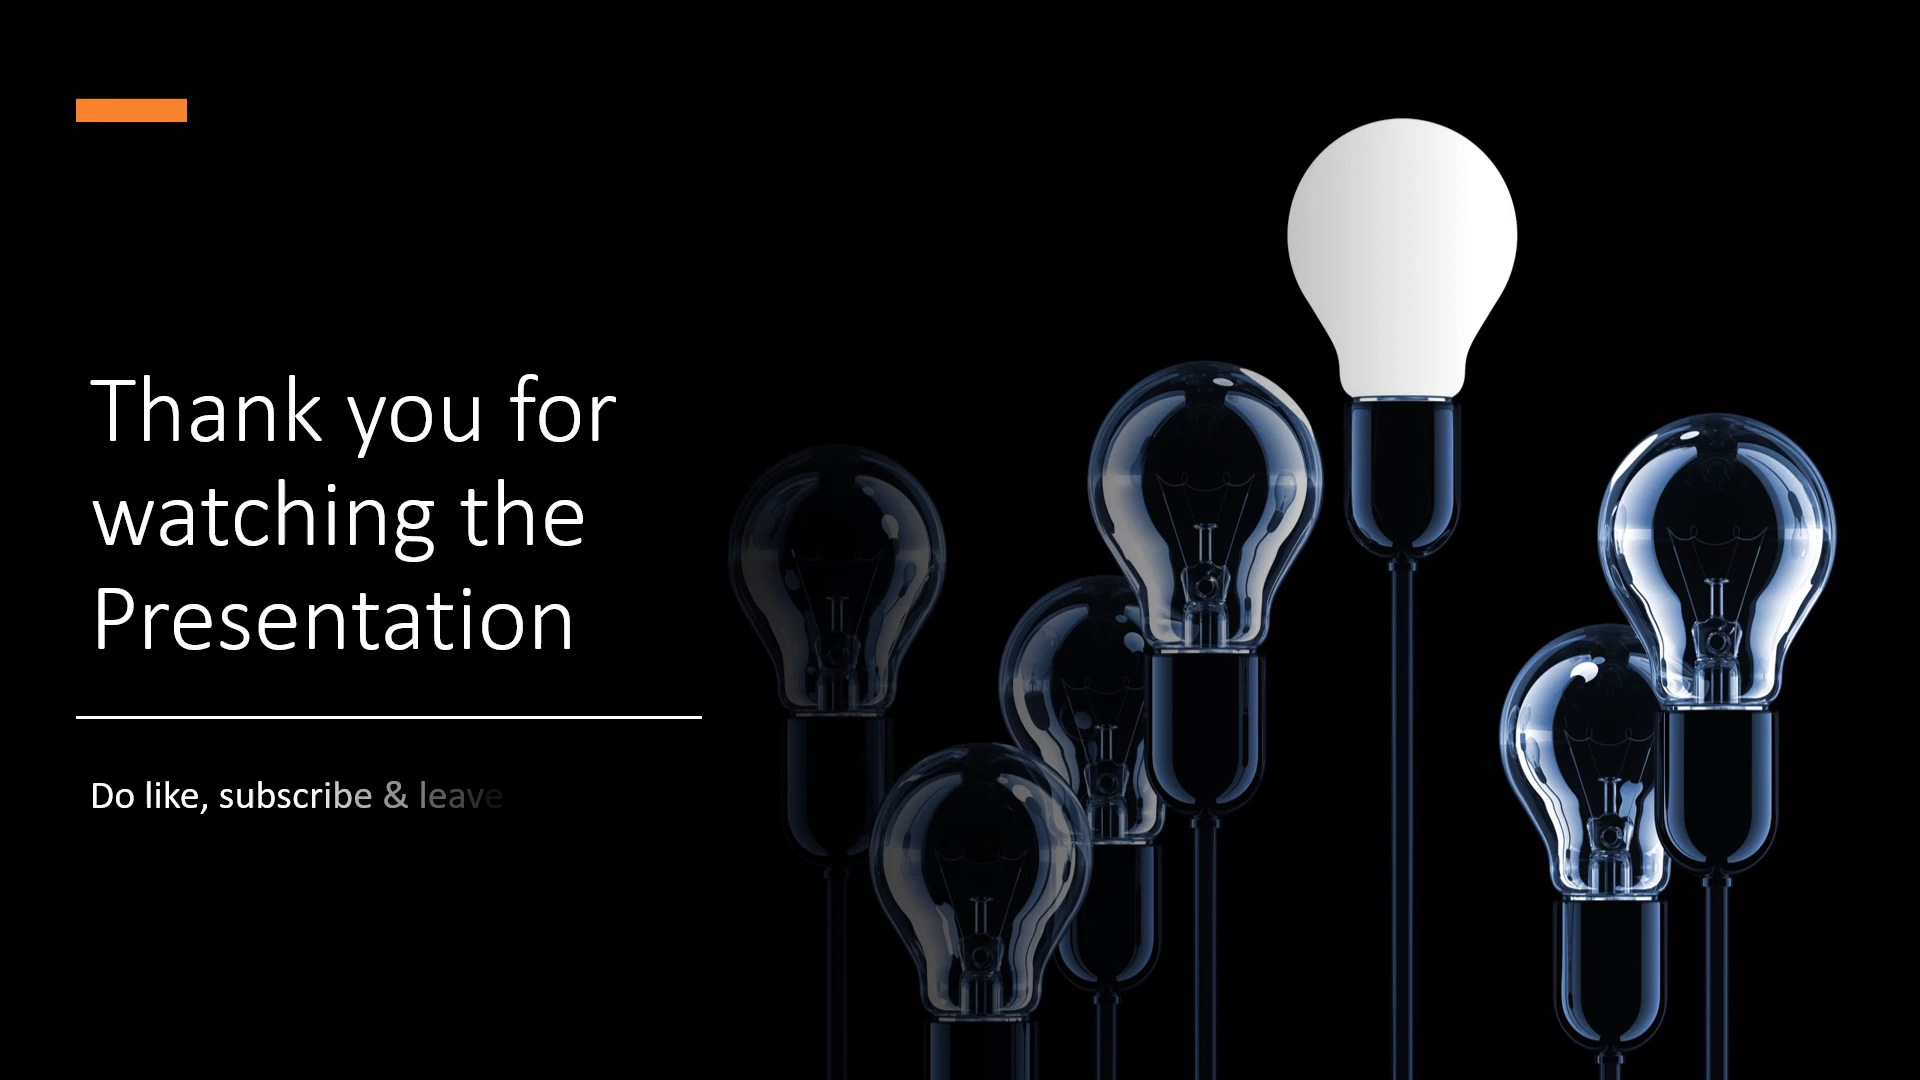 Thank you for
watching the
Presentation
Do like, subscribe & leave